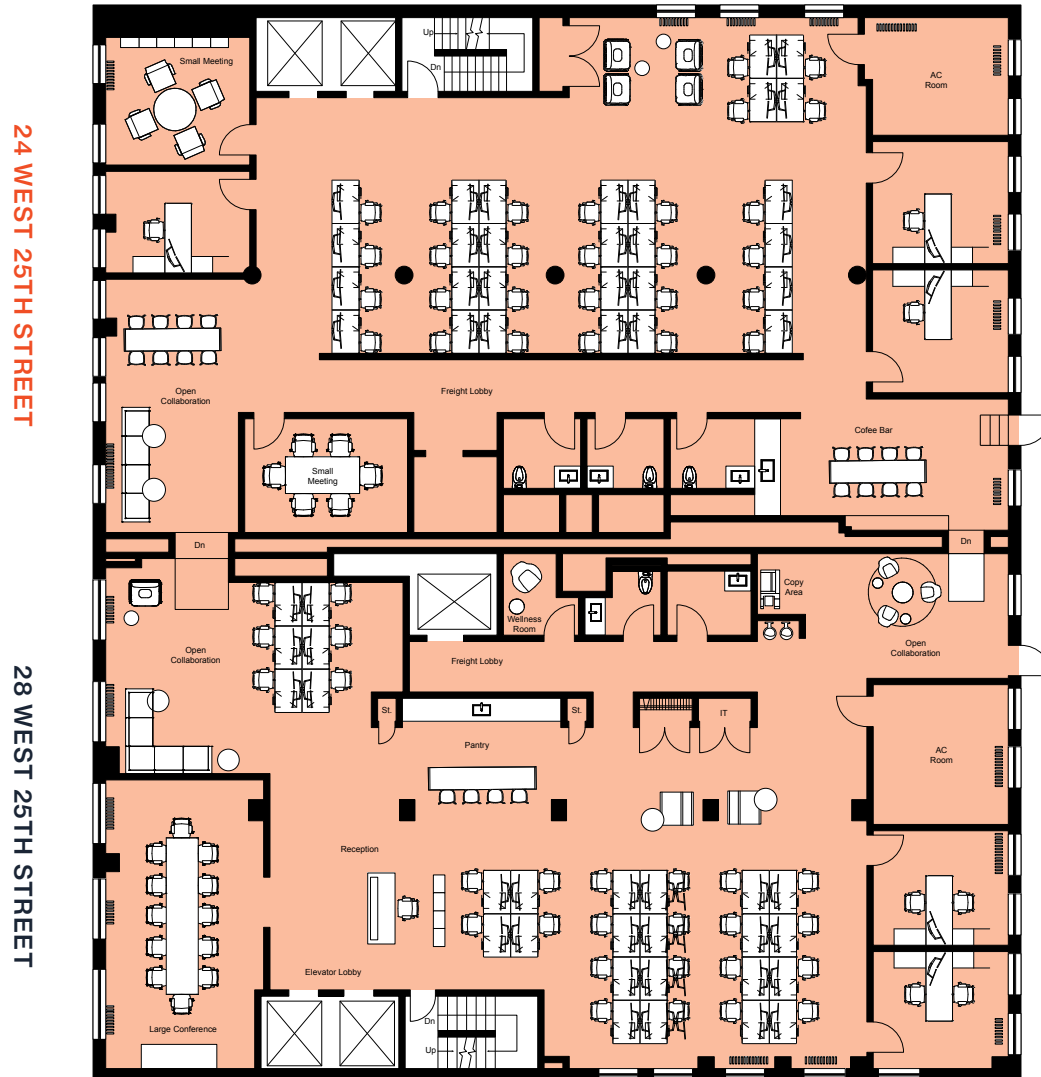 24 WEST 25TH STREET
28 WEST 25TH STREET
Up
Dn
Small Meeting
AC
Room
Open
Collaboration
Freight Lobby
Cofee Bar
Small
Meeting
Dn
Dn
Wellness
Room
Copy
Area
Open
Collaboration
Open
Collaboration
Freight Lobby
St.
St.
IT
Pantry
AC
Room
Reception
Elevator Lobby
Large Conference
Dn
Up